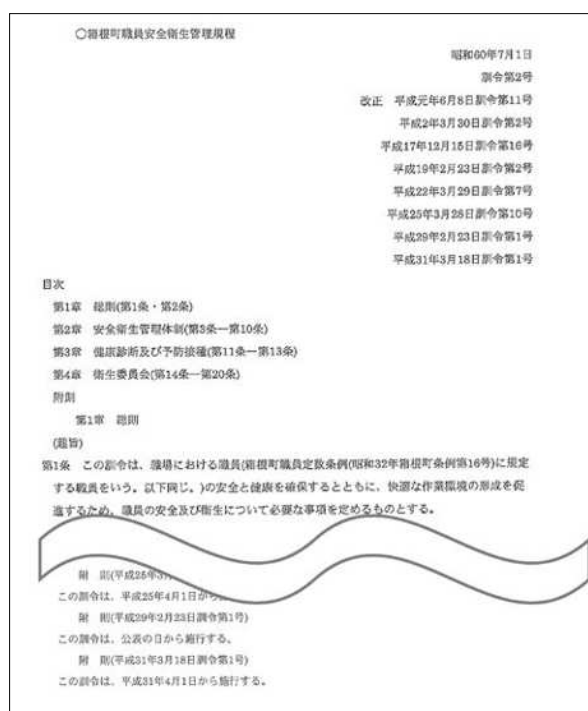 ○箱根町職員安全衛生管理規程
昭和60年7月1日
訓令第2号
改正 平成元年6月8日訓令第11号
平成2年3月30日訓令第2号
平成17年12月15日訓令第16号
平成19年2月23日訓令第2号
平成22年3月29日訓令第7号
平成25年3月28日訓令第10号
平成29年2月23日訓令第1号
平成31年3月18日訓令第1号
目次
第1章 総則(第1条・第2条)
第2章 安全衛生管理体制(第3条―第10条)
第3章 健康診断及び予防接種(第11条―第13条)
第4章 衛生委員会(第14条―第20条)
附則
第1章 総則
(趣旨)
第1条 この訓令は、職場における職員(箱根町職員定数条例(昭和32年箱根町条例第16号)に規定
する職員をいう。以下同じ。)の安全と健康を確保するとともに、快適な作業環境の形成を促
進するため、職員の安全及び衛生について必要な事項を定めるものとする。
附 則(平成25年3月
この訓令は、平成25年4月1日から
附 則(平成29年2月23日訓令第1号)
この訓令は、公表の日から施行する。
附 則(平成31年3月18日訓令第1号)
この訓令は、平成31年4月1日から施行する。